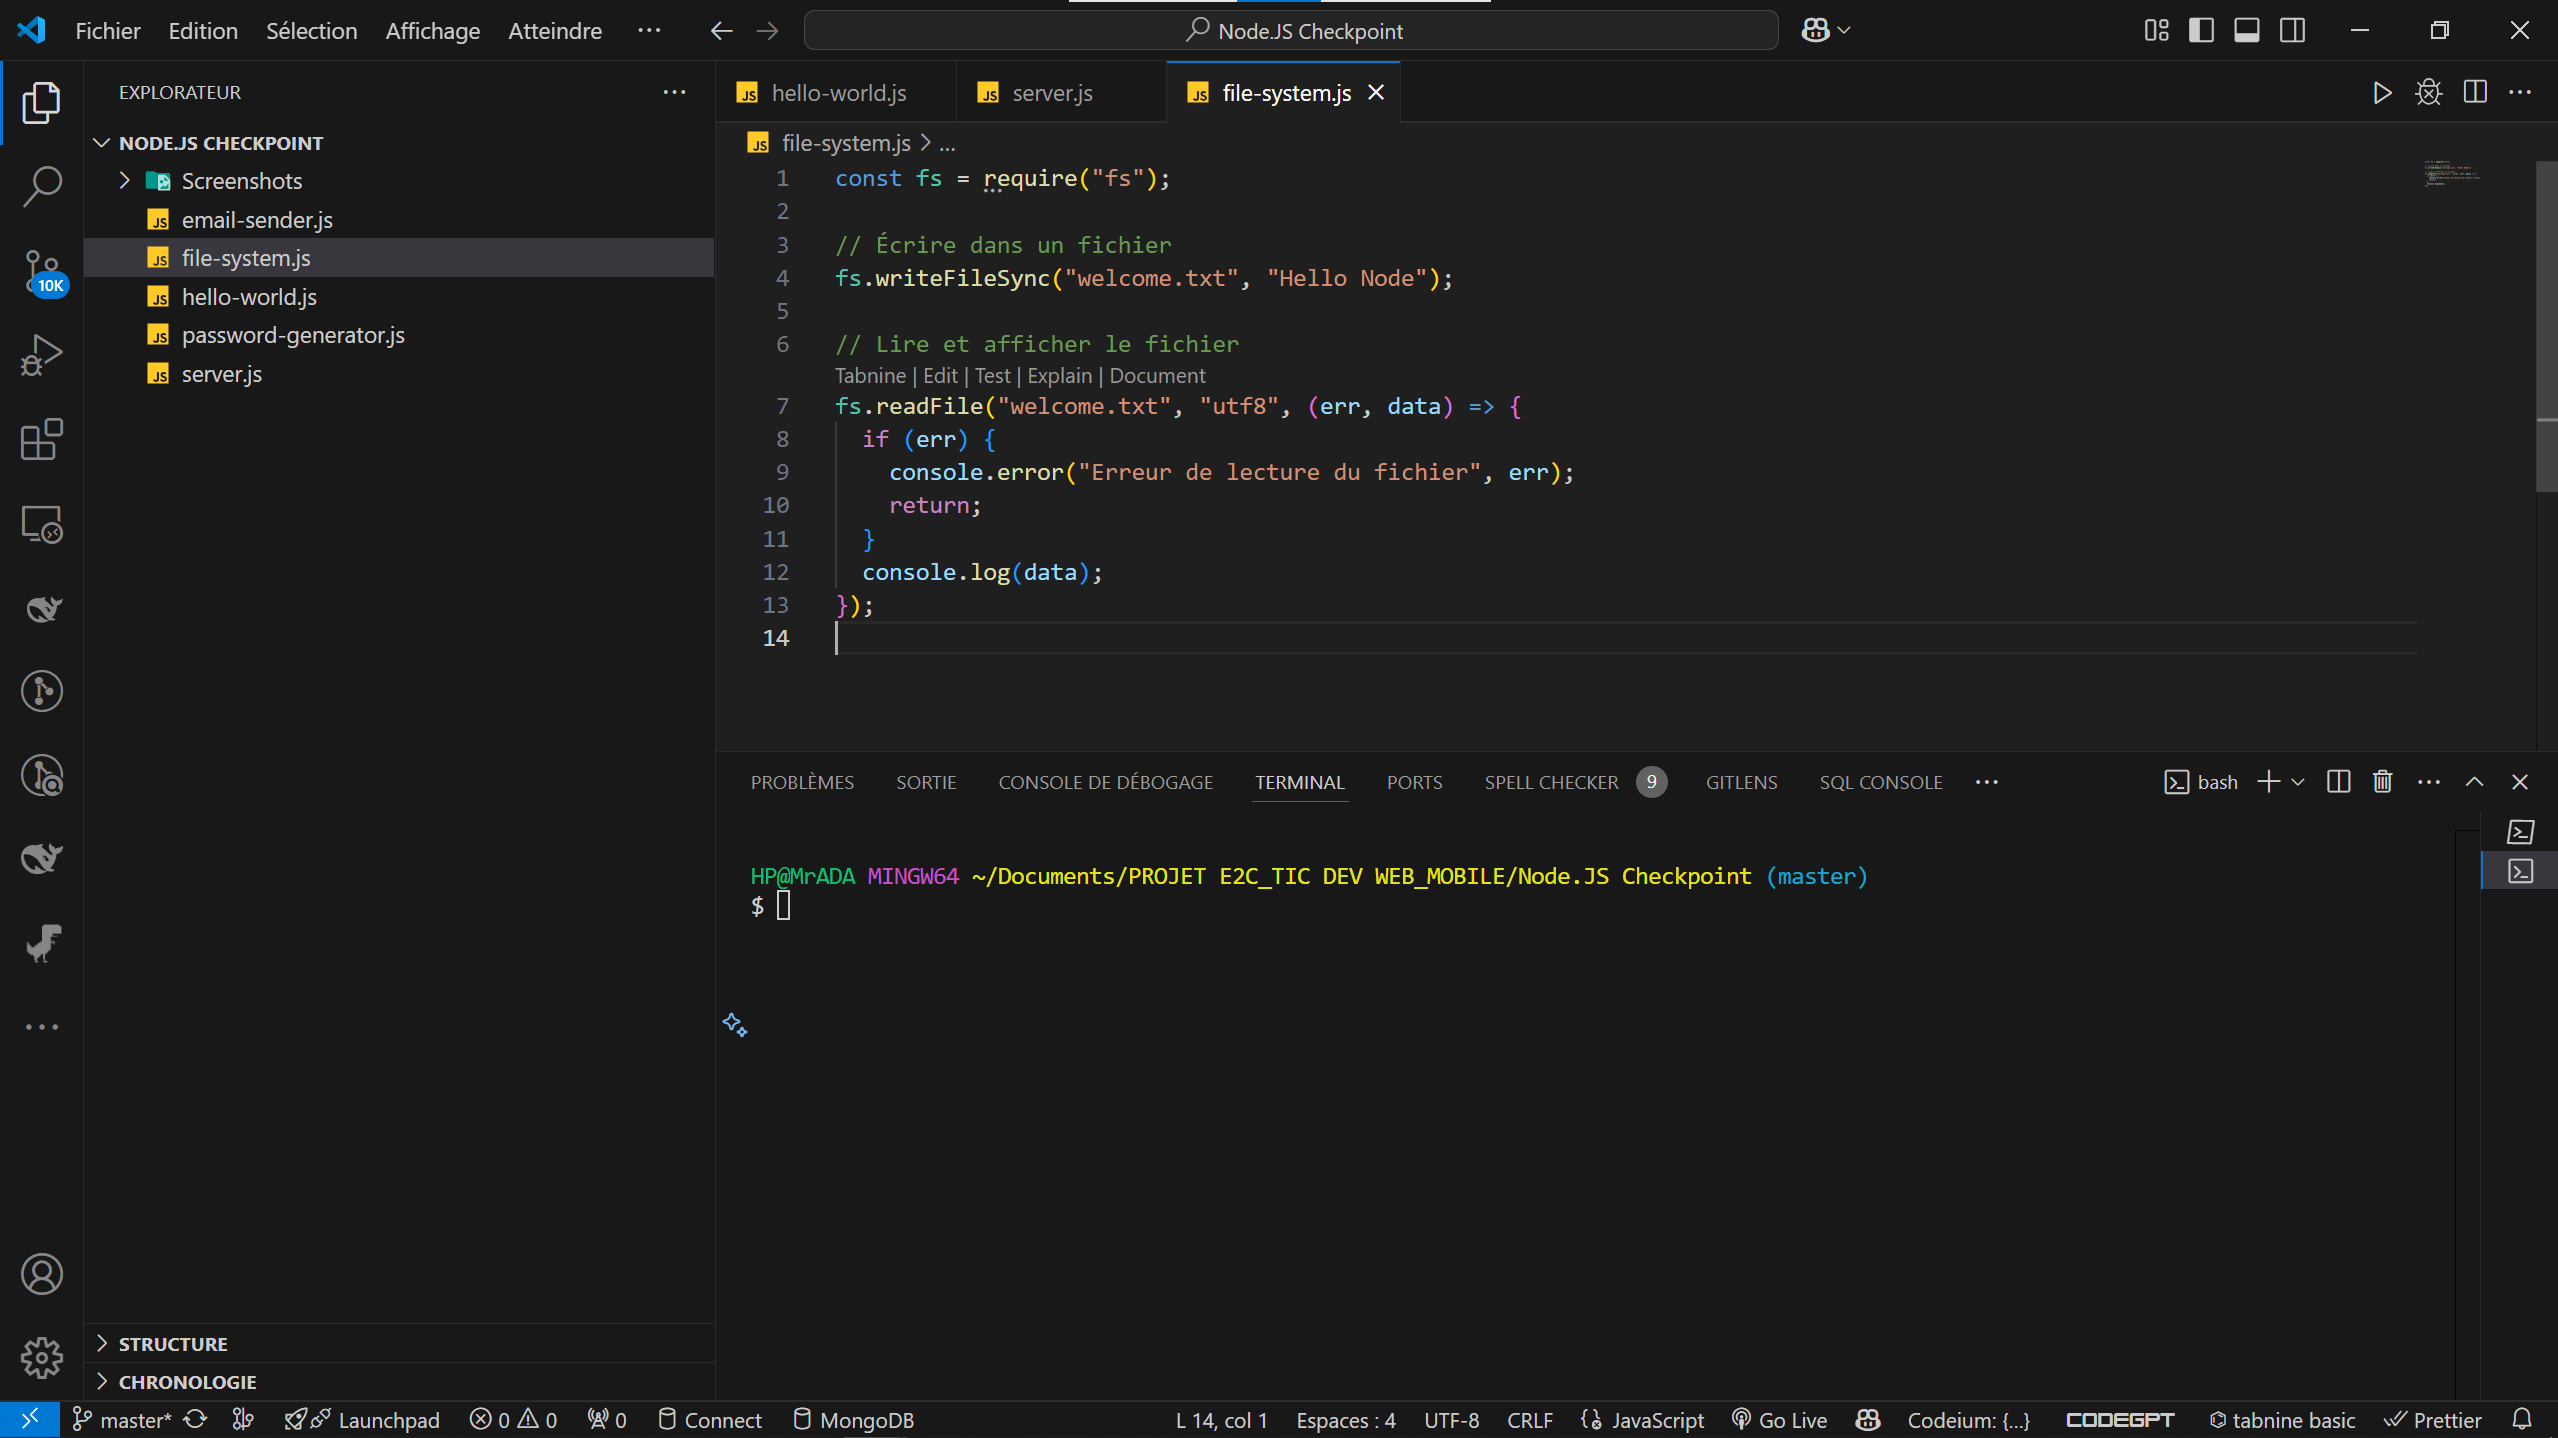 Fichier Edition Sélection Affichage Atteindre ··· Node.JS Checkpoint
EXPLORATEUR
NODE.JS CHECKPOINT
Screenshots
email-sender.js
file-system.js
hello-world.js
password-generator.js
server.js
10K
STRUCTURE
CHRONOLOGIE
JS hello-world.js JS server.js JS file-system.js
JS file-system.js > ...
1 const fs = require("fs");
2
3 // Écrire dans un fichier
4 fs.writeFileSync("welcome.txt", "Hello Node");
5
6 // Lire et afficher le fichier
Tabnine | Edit | Test | Explain | Document
7 fs.readFile("welcome.txt", "utf8", (err, data) => {
8 if (err) {
9 console.error("Erreur de lecture du fichier", err);
10 return;
11 }
12 console.log(data);
13 });
14
PROBLÈMES SORTIE CONSOLE DE DÉBOGAGE TERMINAL PORTS SPELL CHECKER 9 GITLENS SQL CONSOLE ··· bash
HP@MrADA MINGW64 ~/Documents/PROJET E2C_TIC DEV WEB_MOBILE/Node.JS Checkpoint (master)
$
master* Launchpad 0 0 0 Connect MongoDB L 14, col 1 Espaces : 4 UTF-8 CRLF JavaScript Go Live Codeium: {...} CODEGPT tabnine basic Prettier